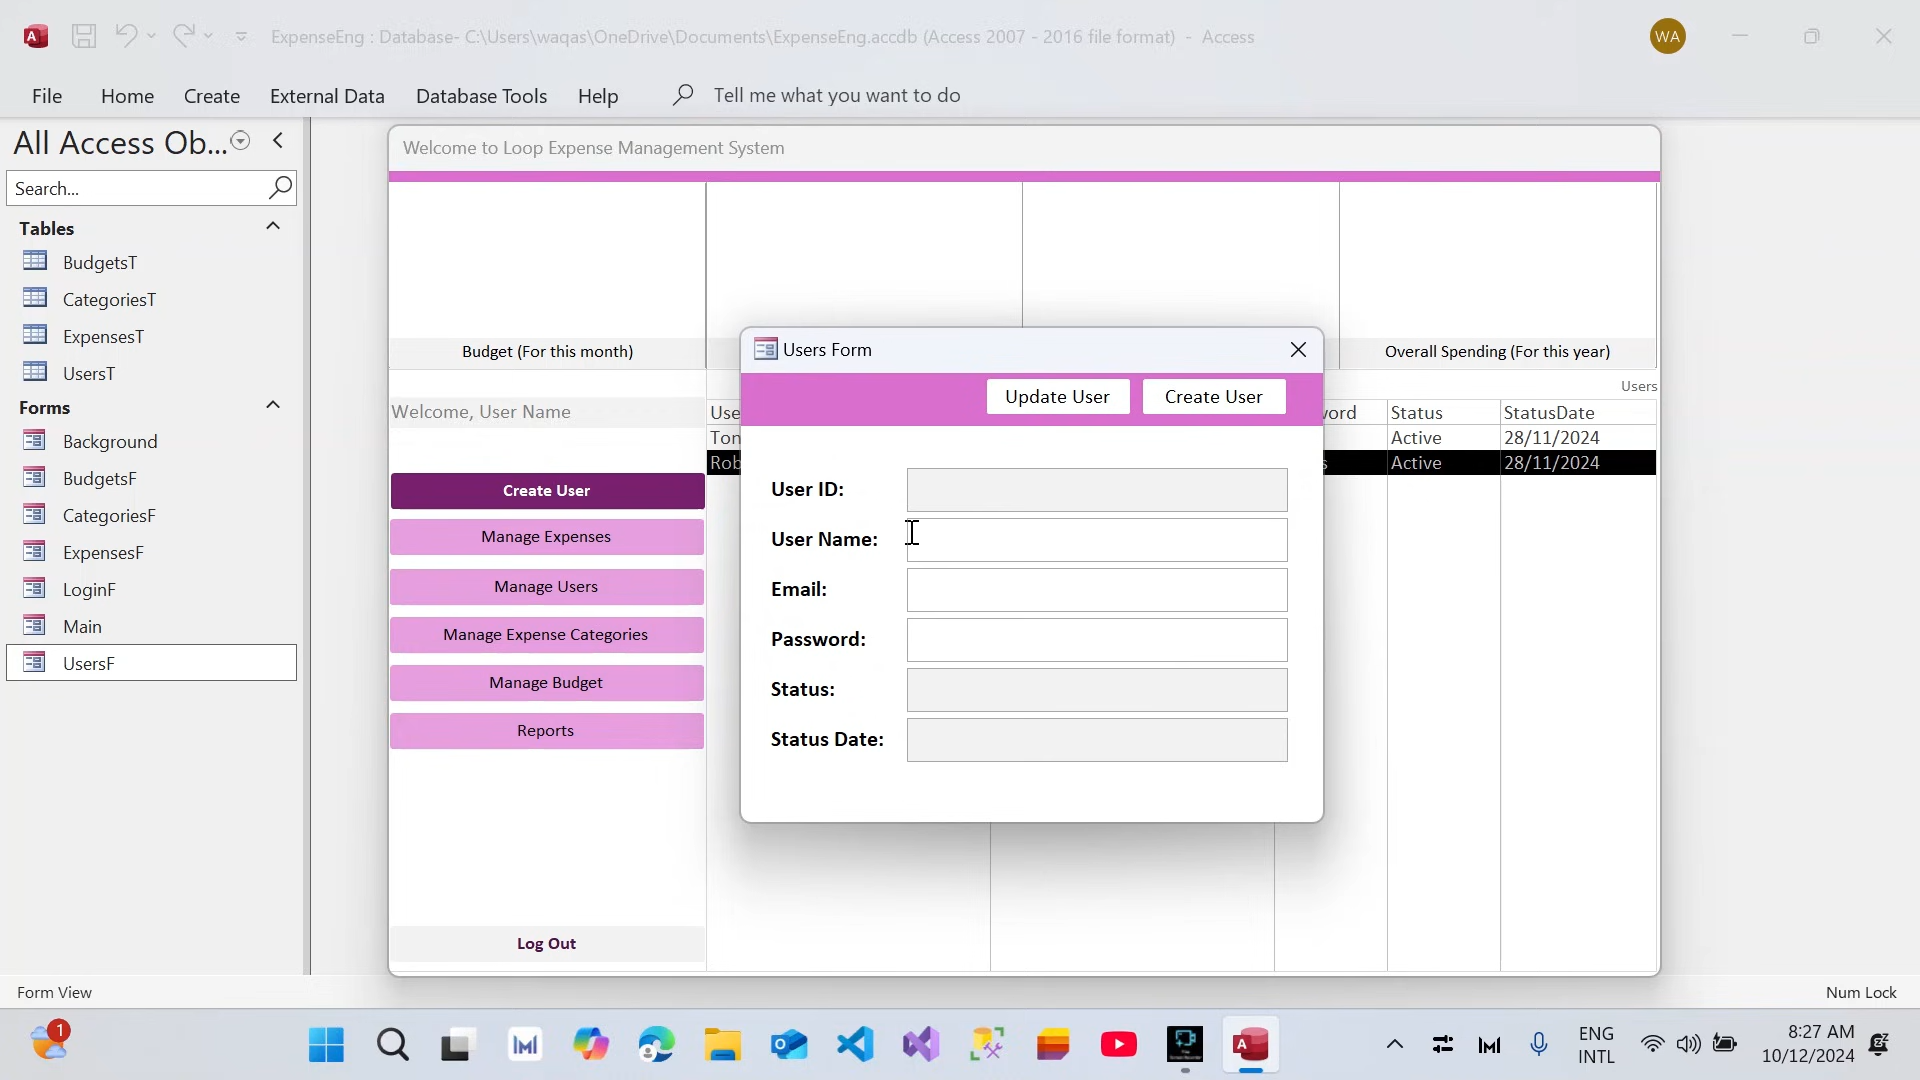 ExpenseEng : Database- C:\Users\waqas\OneDrive\Documents\ExpenseEng.accdb (Access 2007 - 2016 file format) - Access
WA
File Home Create External Data Database Tools Help Tell me what you want to do
All Access Ob...
Search...
Tables
BudgetsT
CategoriesT
ExpensesT
UsersT
Forms
Background
BudgetsF
CategoriesF
ExpensesF
LoginF
Main
UsersF
Welcome to Loop Expense Management System
Budget (For this month)
Overall Spending (For this year)
Users
Welcome, User Name
Create User
Manage Expenses
Manage Users
Manage Expense Categories
Manage Budget
Reports
Log Out
Use
Ton
Rob
vord Status StatusDate
Active 28/11/2024
s Active 28/11/2024
Users Form
Update User Create User
User ID:
User Name:
Email:
Password:
Status:
Status Date:
Form View
Num Lock
1
ENG
INTL
8:27 AM
10/12/2024